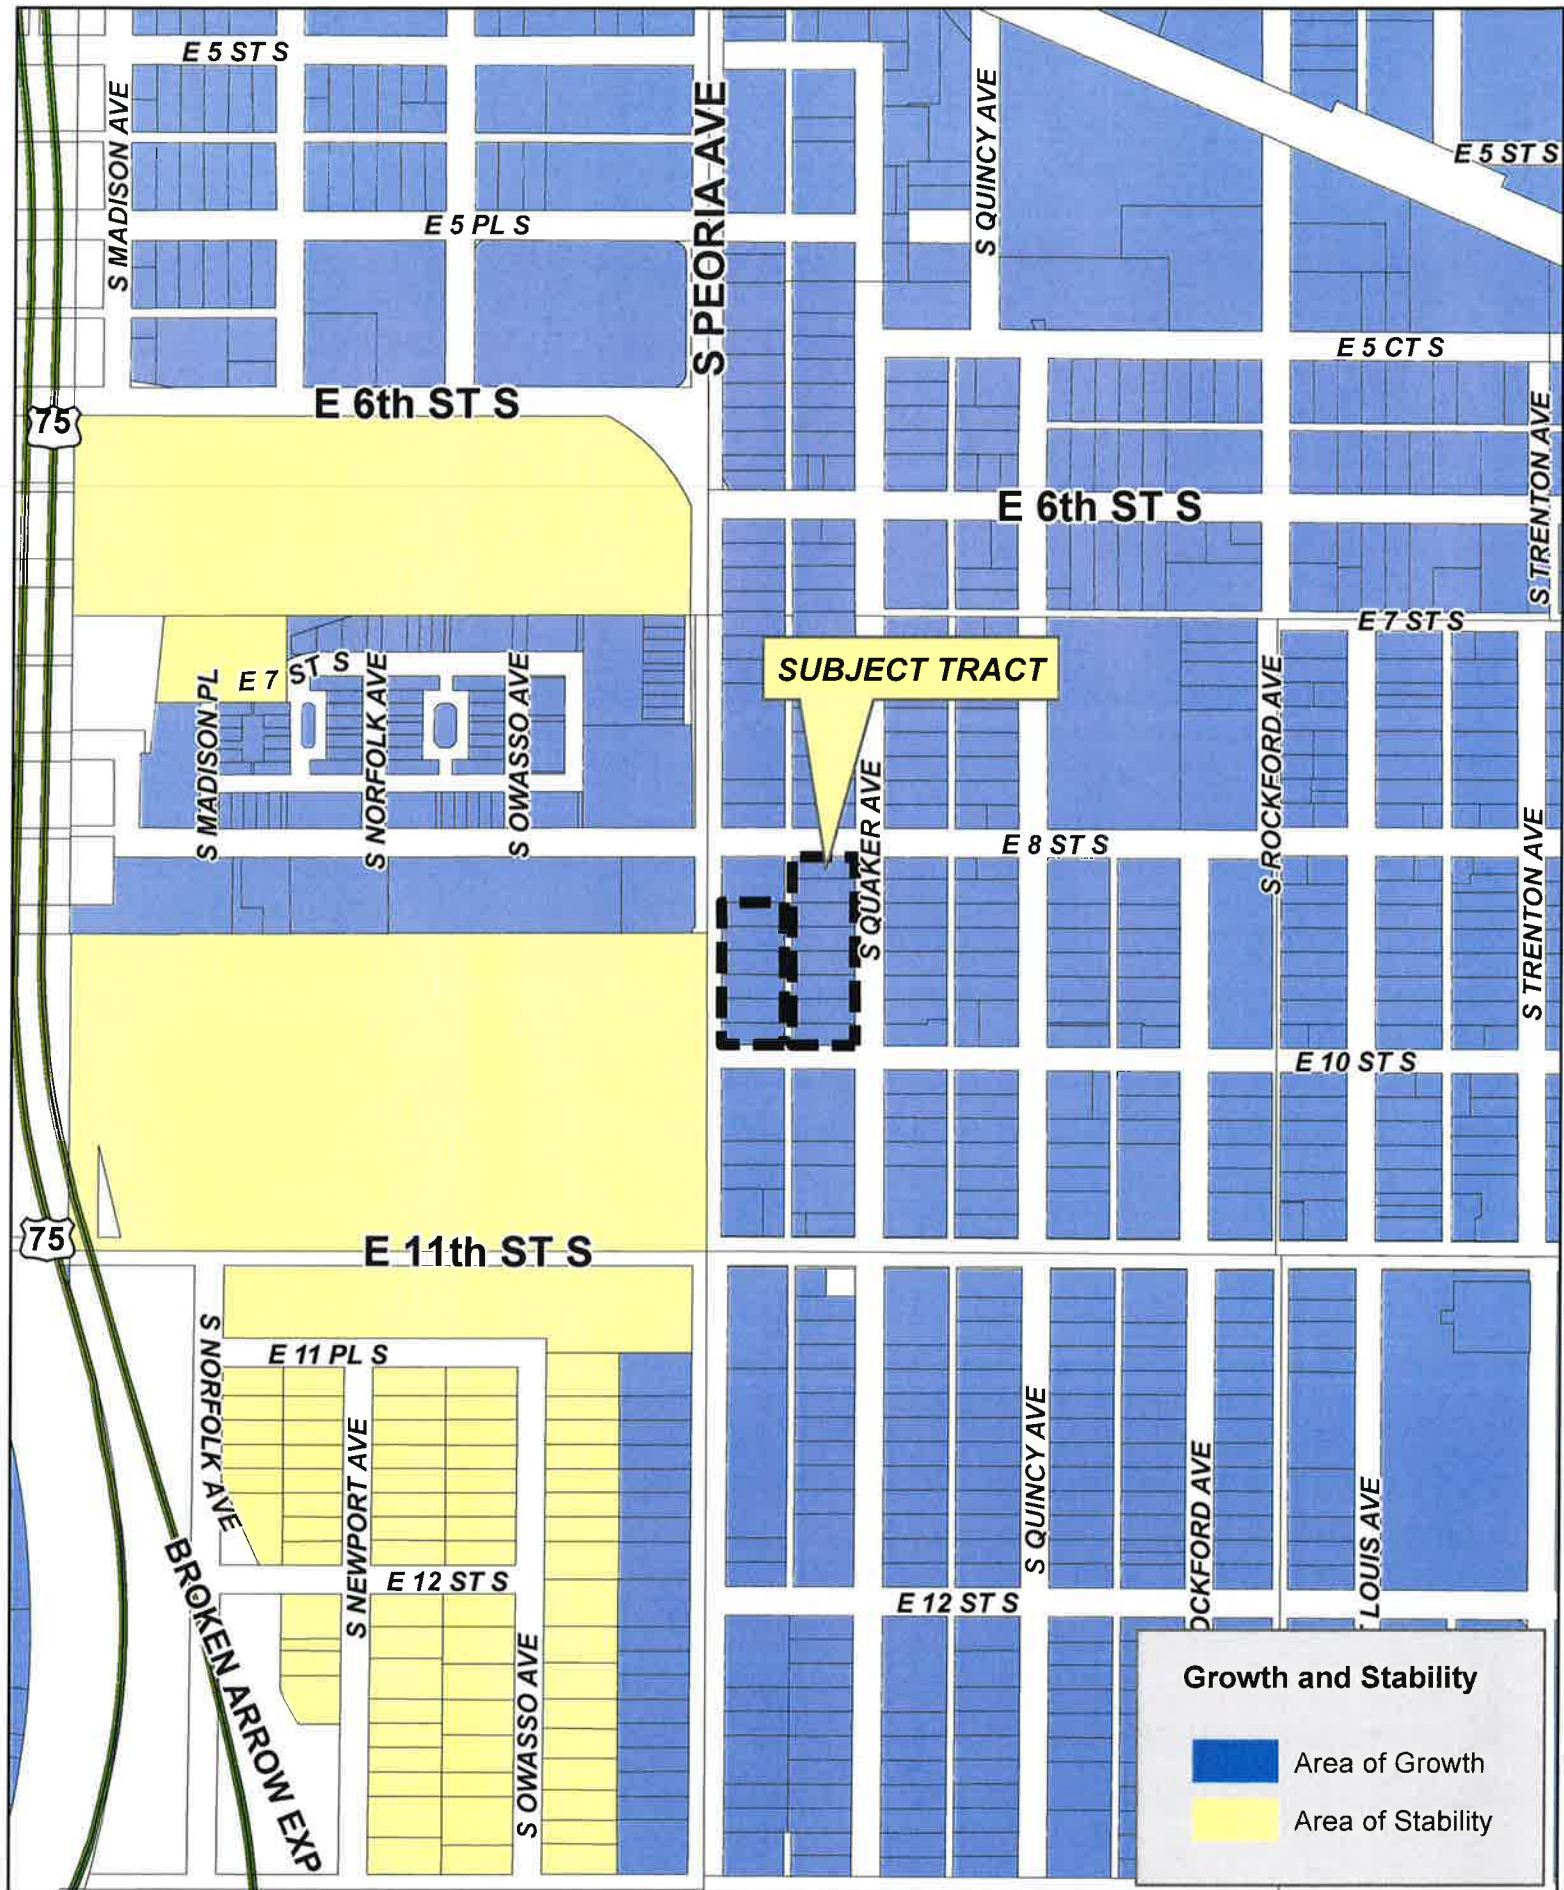 E 5 ST S
S MADISON AVE
S PEORIA AVE
S QUINCY AVE
E 5 ST S
E 5 PL S
E 5 CT S
E 6th ST S
75
S TRENTON AVE
E 6th ST S
E 7 ST S
SUBJECT TRACT
E 7 ST S
S MADISON PL
S NORFOLK AVE
S OWASSO AVE
S ROCKFORD AVE
S QUAKER AVE
E 8 ST S
S TRENTON AVE
E 10 ST S
75
E 11th ST S
S NORFOLK AVE
E 11 PL S
S NEWPORT AVE
S QUINCY AVE
OCKFORD AVE
LOUIS AVE
E 12 ST S
E 12 ST S
BROKEN ARROW EXP
S OWASSO AVE
Growth and Stability
Area of Growth
Area of Stability